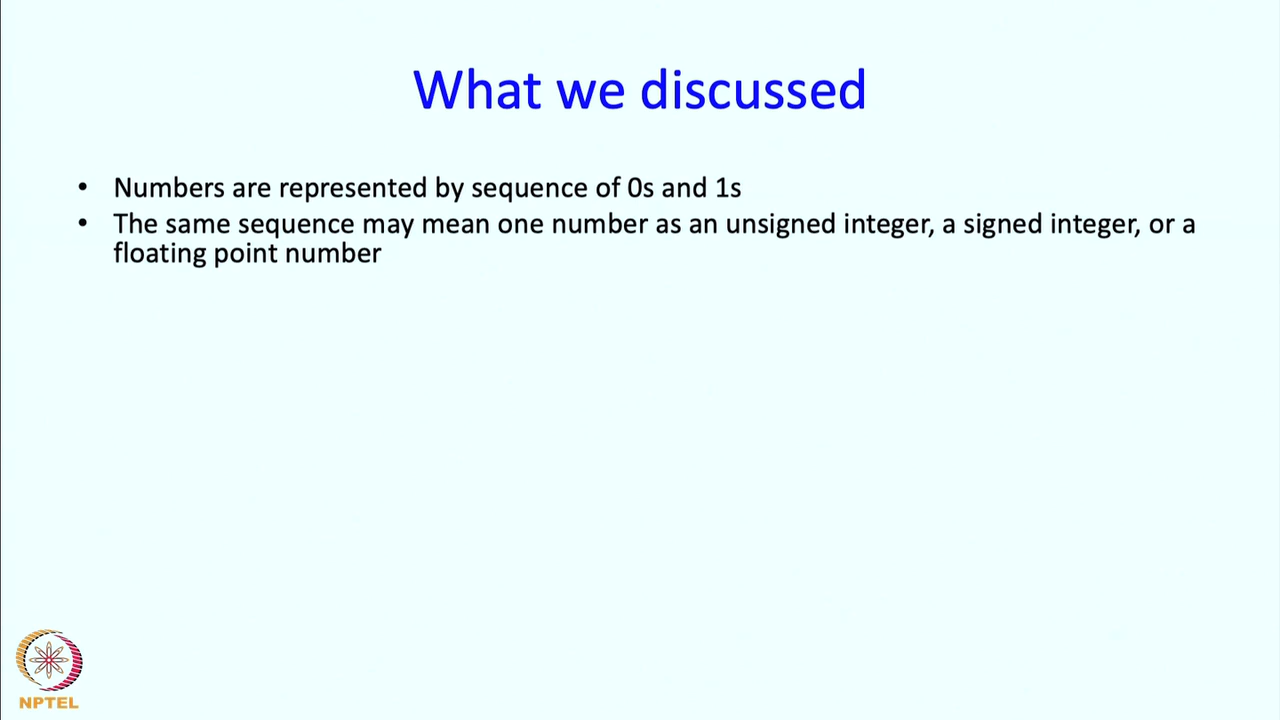 What we discussed
• Numbers are represented by sequence of 0s and 1s
• The same sequence may mean one number as an unsigned integer, a signed integer, or a
floating point number
NPTEL